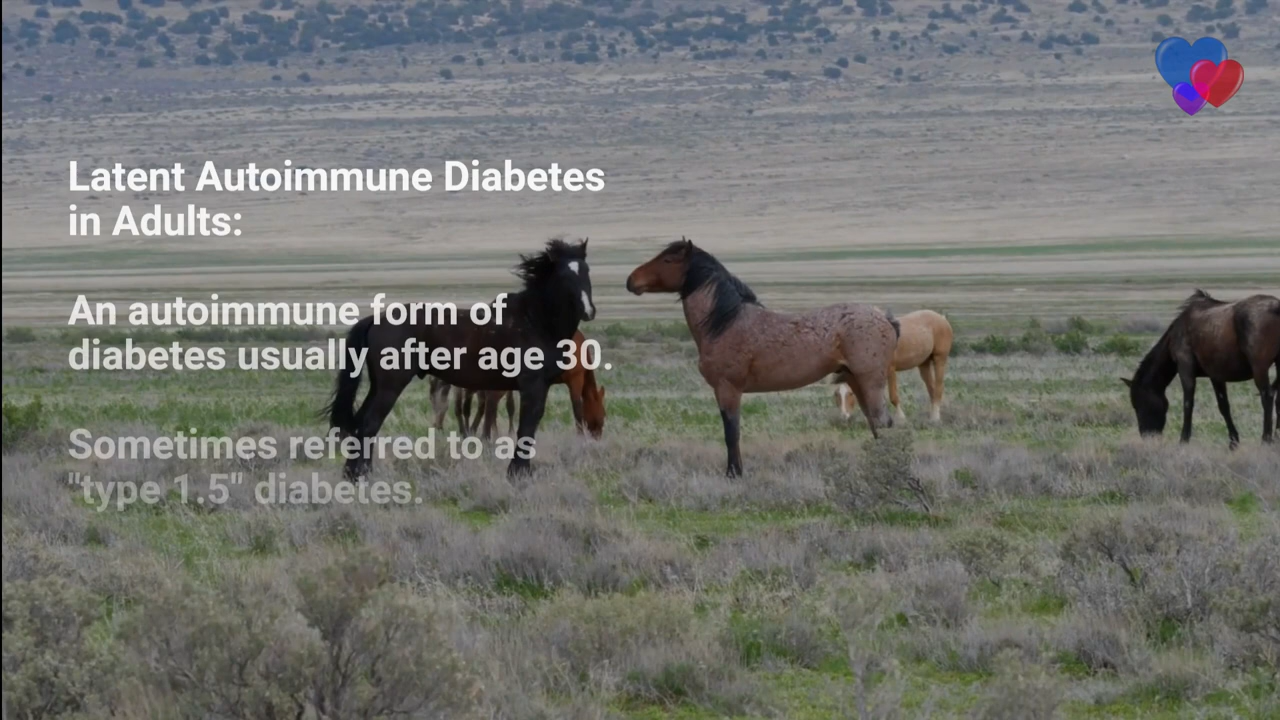 Latent Autoimmune Diabetes
in Adults:
An autoimmune form of
diabetes usually after age 30.
Sometimes referred to as
"type 1.5" diabetes.